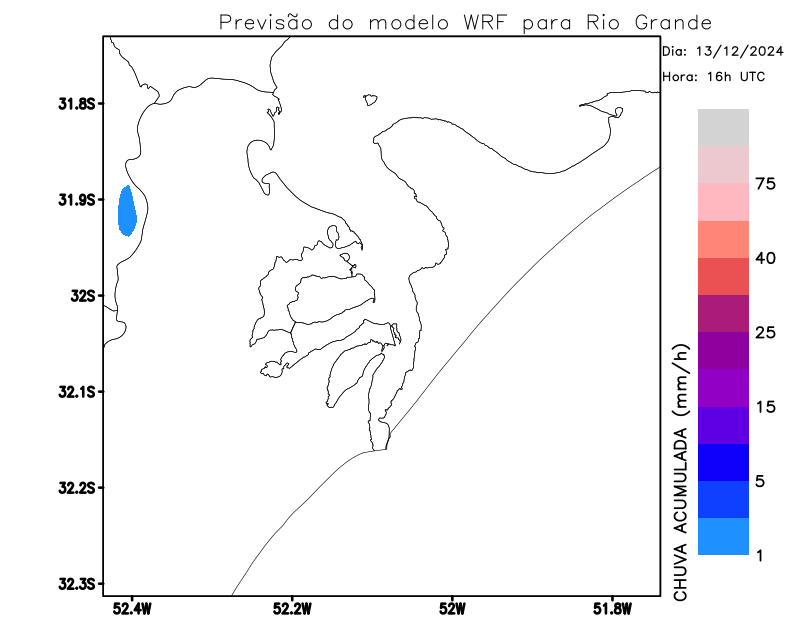 Previsão do modelo WRF para Rio Grande
Dia: 13/12/2024
Hora: 16h UTC
31.8S
31.9S
32S
32.1S
32.2S
32.3S
52.4W
52.2W
52W
51.8W
CHUVA ACUMULADA (mm/h)
75
40
25
15
5
1